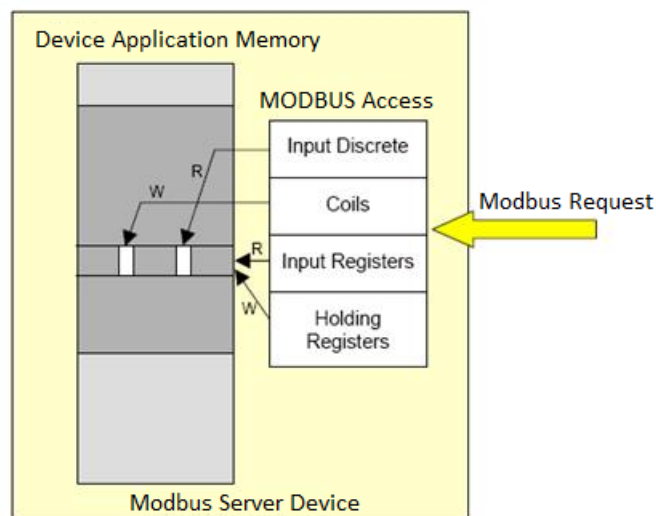 Device Application Memory
MODBUS Access
Input Discrete
R
W
Coils
Modbus Request
R
Input Registers
W
Holding
Registers
Modbus Server Device